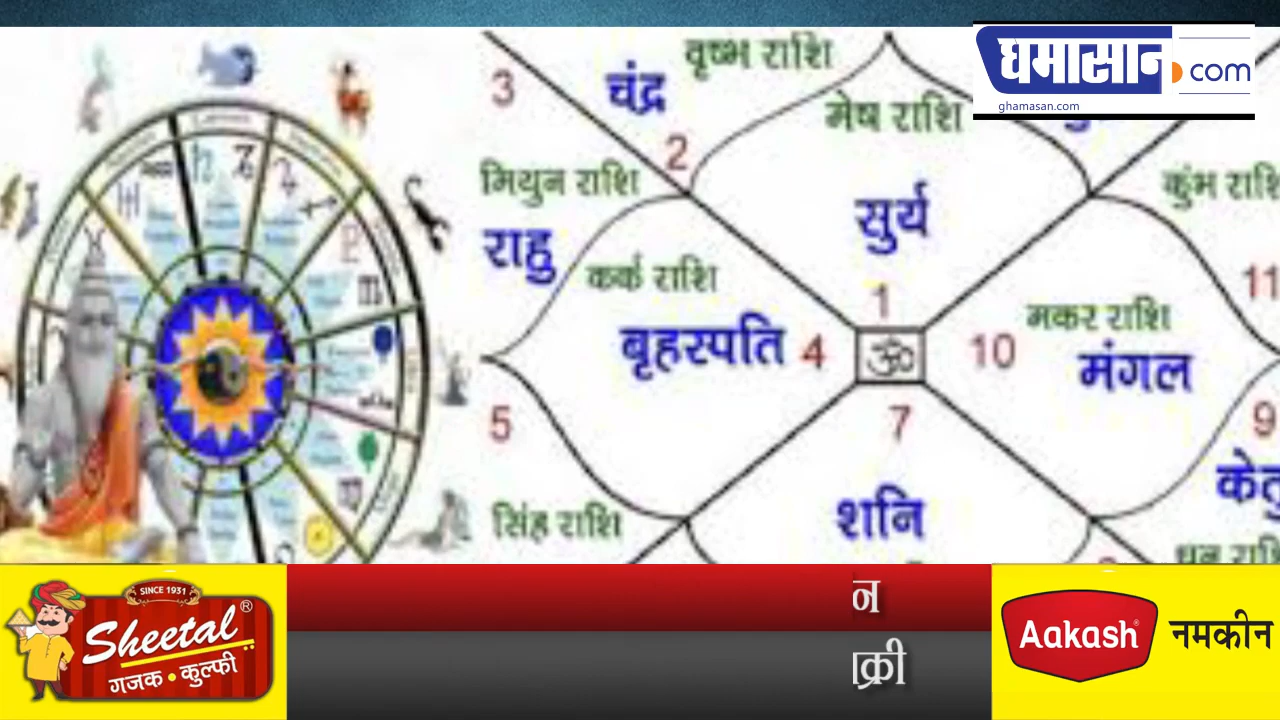 घमासान.com
ghamasan.com
3
चंद्र
वृष्भ राशि
मेष राशि
2
मिथुन राशि
कुंभ राशि
सुर्य
राहु
कर्क राशि
1
11
मकर राशि
बृहस्पति 4
ॐ
10
मंगल
5
7
9
केतु
सिंह राशि
शनि
धन राशि
SINCE 1931
Sheetal®
गजक • कुल्फी
न
क्री
Aakash® नमकीन